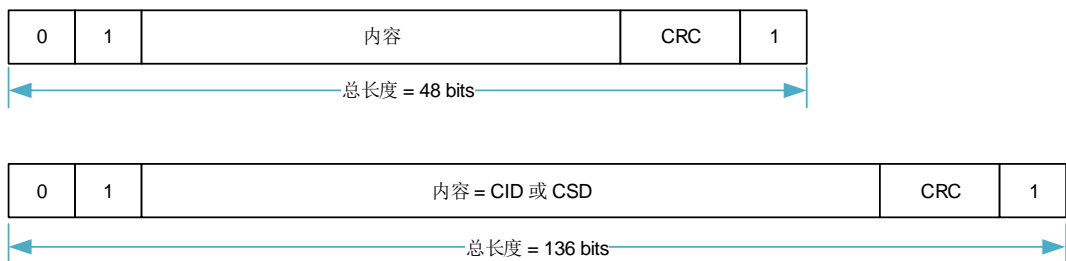 0 1 内容 CRC 1
总长度 = 48 bits
0 1 内容 = CID 或 CSD CRC 1
总长度 = 136 bits